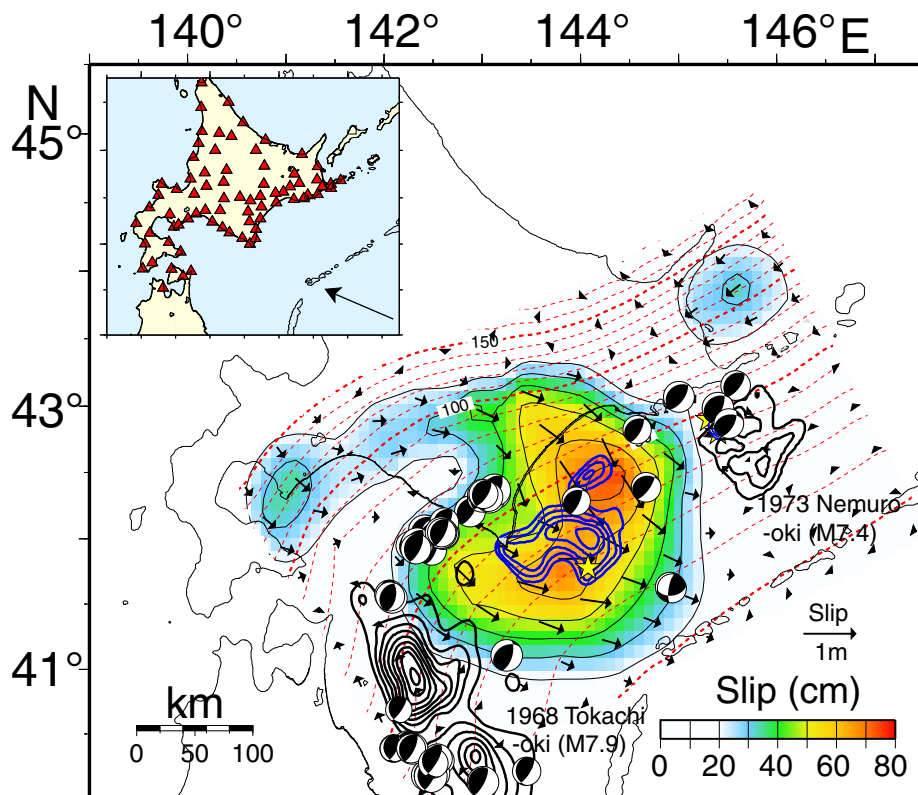 140° 142° 144° 146° E
N
45°
150
43°
100
1973 Nemuro
-oki (M7.4)
Slip
1m
41°
km
0 50 100
1968 Tokachi
-oki (M7.9)
Slip (cm)
0 20 40 60 80